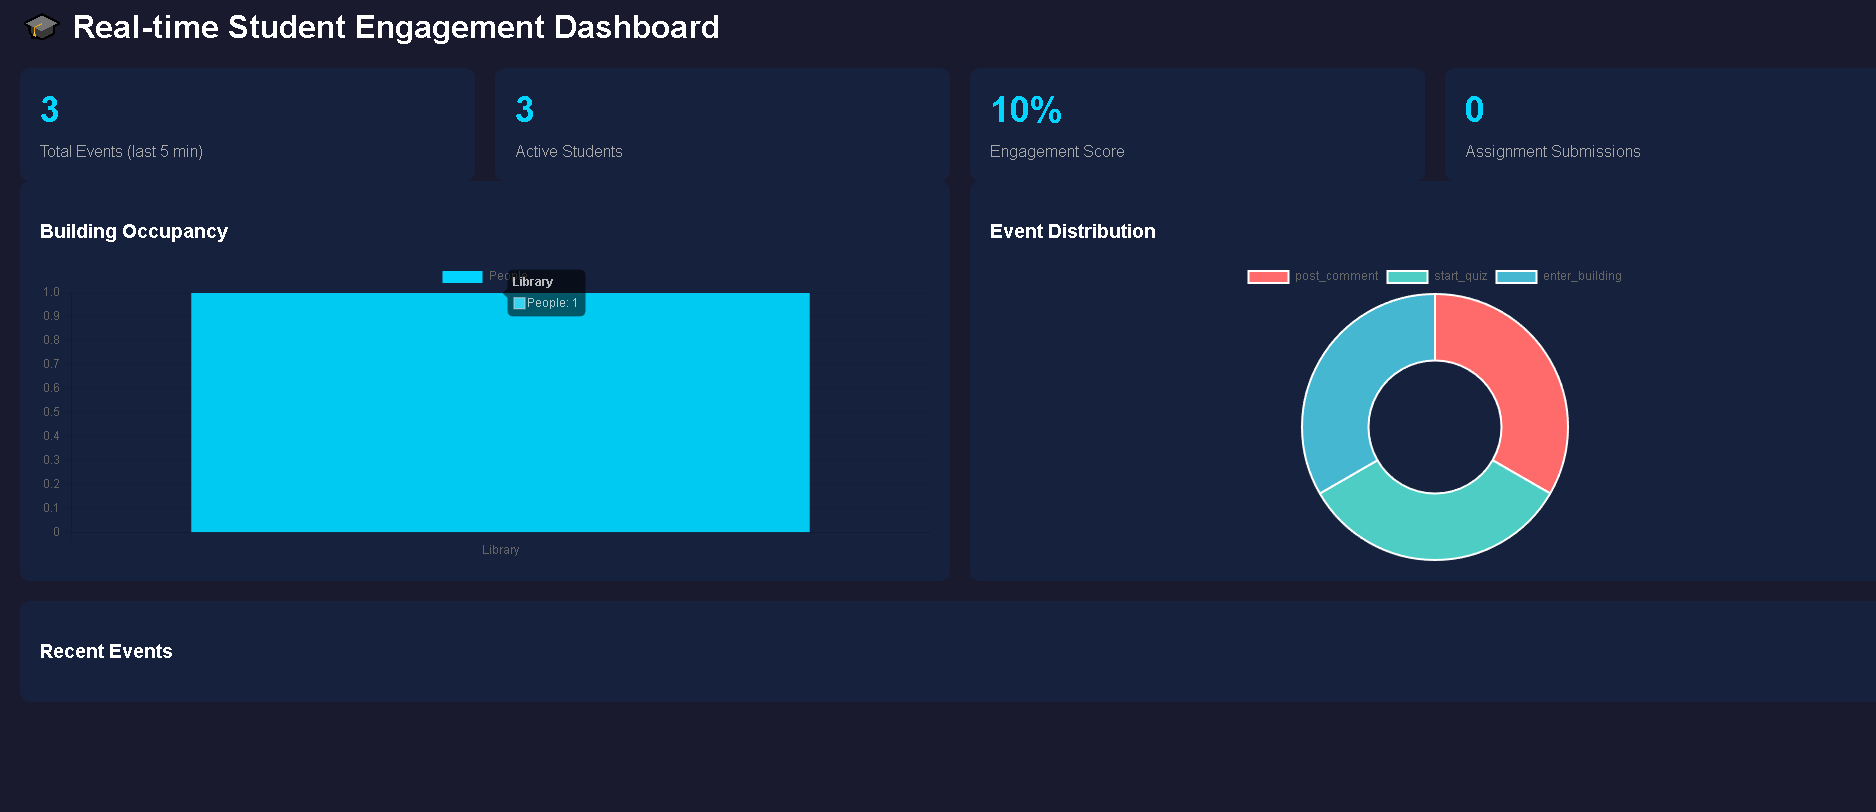 🎓 Real-time Student Engagement Dashboard
3
Total Events (last 5 min)
3
Active Students
10%
Engagement Score
0
Assignment Submissions
Building Occupancy
People
Library
People: 1
1.0
0.9
0.8
0.7
0.6
0.5
0.4
0.3
0.2
0.1
0
Library
Event Distribution
post_comment start_quiz enter_building
Recent Events